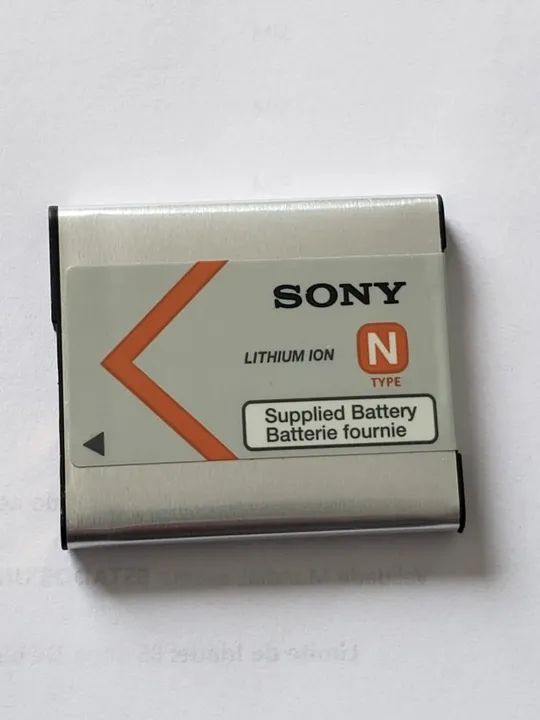 SONY
LITHIUM ION
N
TYPE
Supplied Battery
Batterie fournie